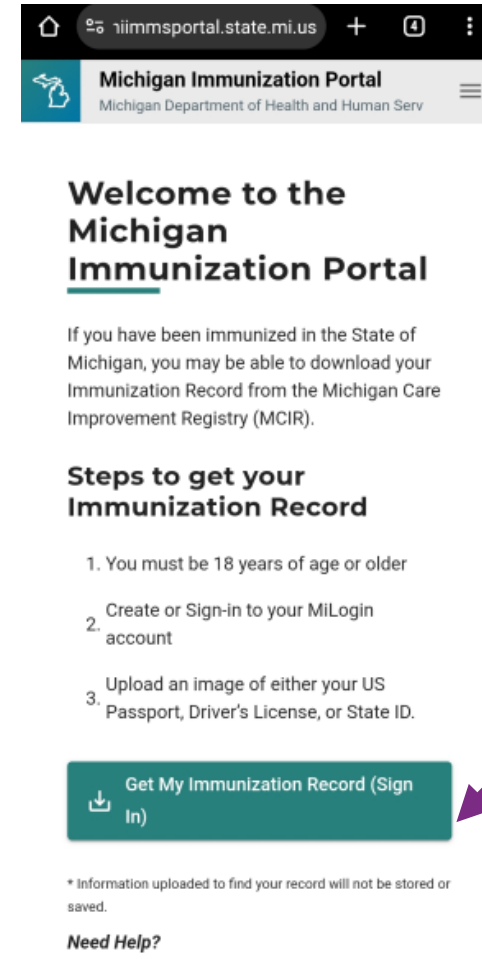 niimmsportal.state.mi.us + 4
Michigan Immunization Portal
Michigan Department of Health and Human Serv
Welcome to the
Michigan
Immunization Portal
If you have been immunized in the State of
Michigan, you may be able to download your
Immunization Record from the Michigan Care
Improvement Registry (MCIR).
Steps to get your
Immunization Record
1. You must be 18 years of age or older
2. Create or Sign-in to your MiLogin
account
3. Upload an image of either your US
Passport, Driver's License, or State ID.
Get My Immunization Record (Sign
In)
* Information uploaded to find your record will not be stored or
saved.
Need Help?